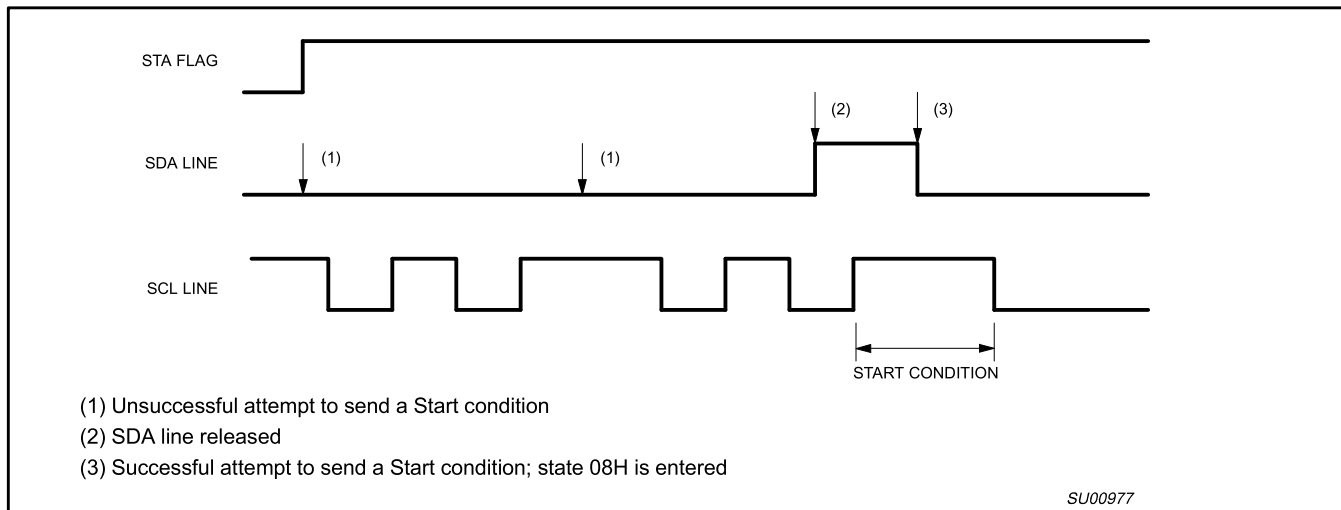 STA FLAG
(2)
(3)
SDA LINE
(1)
(1)
SCL LINE
START CONDITION
(1) Unsuccessful attempt to send a Start condition
(2) SDA line released
(3) Successful attempt to send a Start condition; state 08H is entered
SU00977